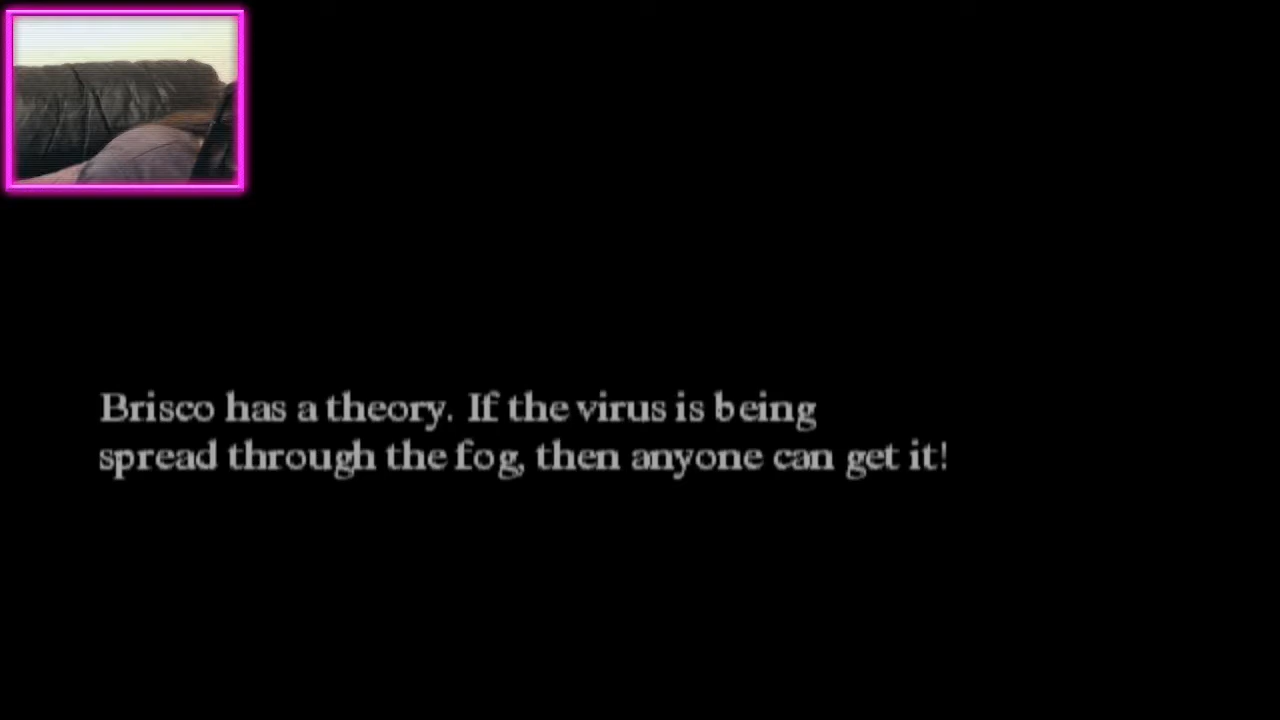 Brisco has a theory. If the virus is being
spread through the fog, then anyone can get it!